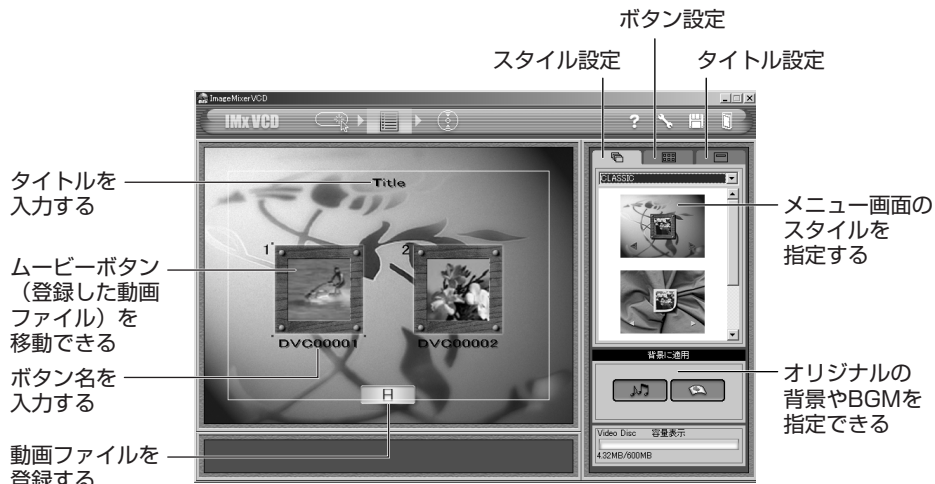 ボタン設定
スタイル設定
タイトル設定
ImageMixerVCD
IMx VCD
?
CLASSIC
タイトルを
入力する
Title
メニュー画面の
スタイルを
指定する
1
2
ムービーボタン
（登録した動画
ファイル）を
移動できる
DVC00001
DVC00002
背景に適用
ボタン名を
入力する
オリジナルの
背景やBGMを
指定できる
Video Disc 容量表示
4.32MB/600MB
動画ファイルを
登録する